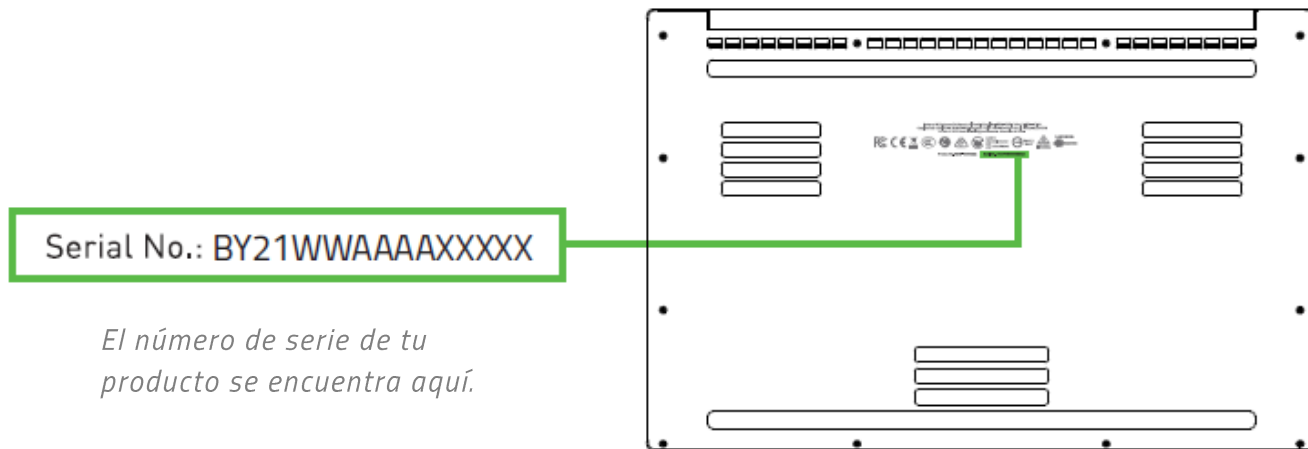 Serial No.: BY21WWAAAAXXXXX
El número de serie de tu
producto se encuentra aquí.